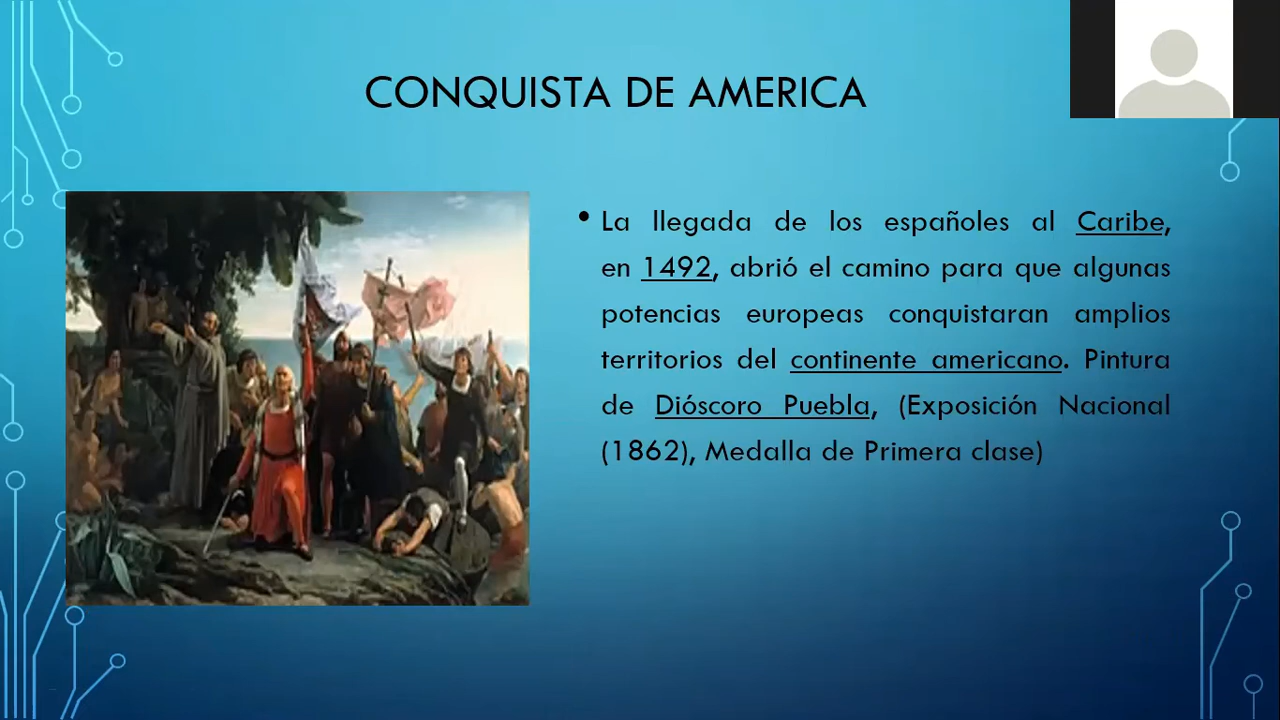 CONQUISTA DE AMERICA
• La llegada de los españoles al Caribe,
en 1492, abrió el camino para que algunas
potencias europeas conquistaran amplios
territorios del continente americano. Pintura
de Dióscoro Puebla, (Exposición Nacional
(1862), Medalla de Primera clase)